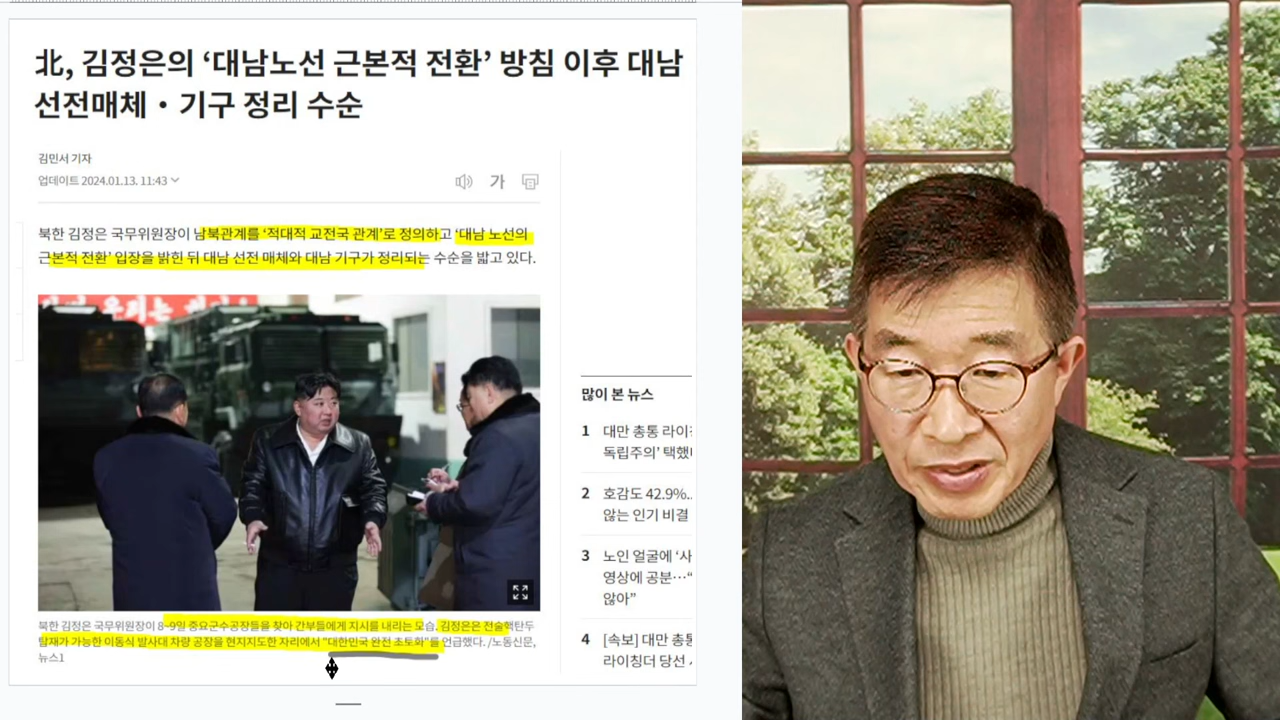 北, 김정은의 ‘대남노선 근본적 전환’ 방침 이후 대남
선전매체・기구 정리 수순
김민서 기자
업데이트 2024.01.13. 11:43
가
북한 김정은 국무위원장이 남북관계를 ‘적대적 교전국 관계’로 정의하고 ‘대남 노선의
근본적 전환’ 입장을 밝힌 뒤 대남 선전 매체와 대남 기구가 정리되는 수순을 밟고 있다.
북한 김정은 국무위원장이 8~9일 중요군수공장들을 찾아 간부들에게 지시를 내리는 모습. 김정은은 전술핵탄두
탑재가 가능한 이동식 발사대 차량 공장을 현지지도한 자리에서 "대한민국 완전 초토화"를 언급했다. /노동신문,
뉴스1
많이 본 뉴스
1 대만 총통 라이칭
독립주의’ 택했
2 호감도 42.9%..
않는 인기 비결
3 노인 얼굴에 ‘사
영상에 공분…“
않아”
4 [속보] 대만 총통
라이칭더 당선